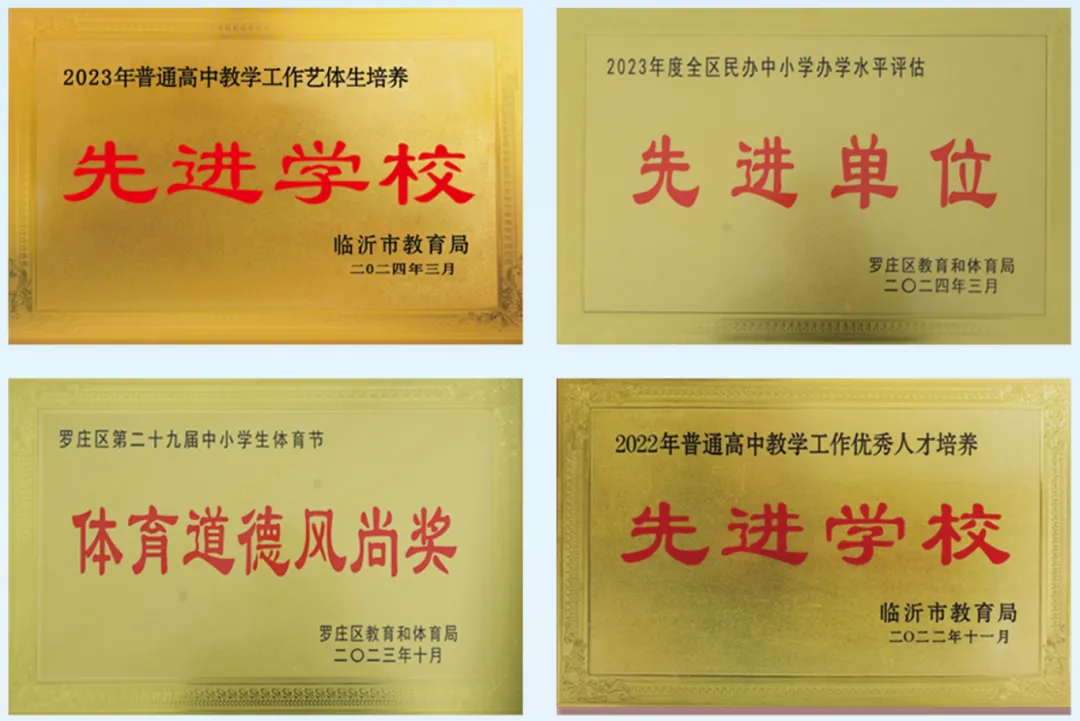 2023年普通高中教学工作艺体生培养
先进学校
临沂市教育局
二〇二四年三月
2023年度全区民办中小学办学水平评估
先进单位
罗庄区教育和体育局
二〇二四年三月
罗庄区第二十九届中小学生体育节
体育道德风尚奖
罗庄区教育和体育局
二〇二三年十月
2022年普通高中教学工作优秀人才培养
先进学校
临沂市教育局
二〇二二年十一月